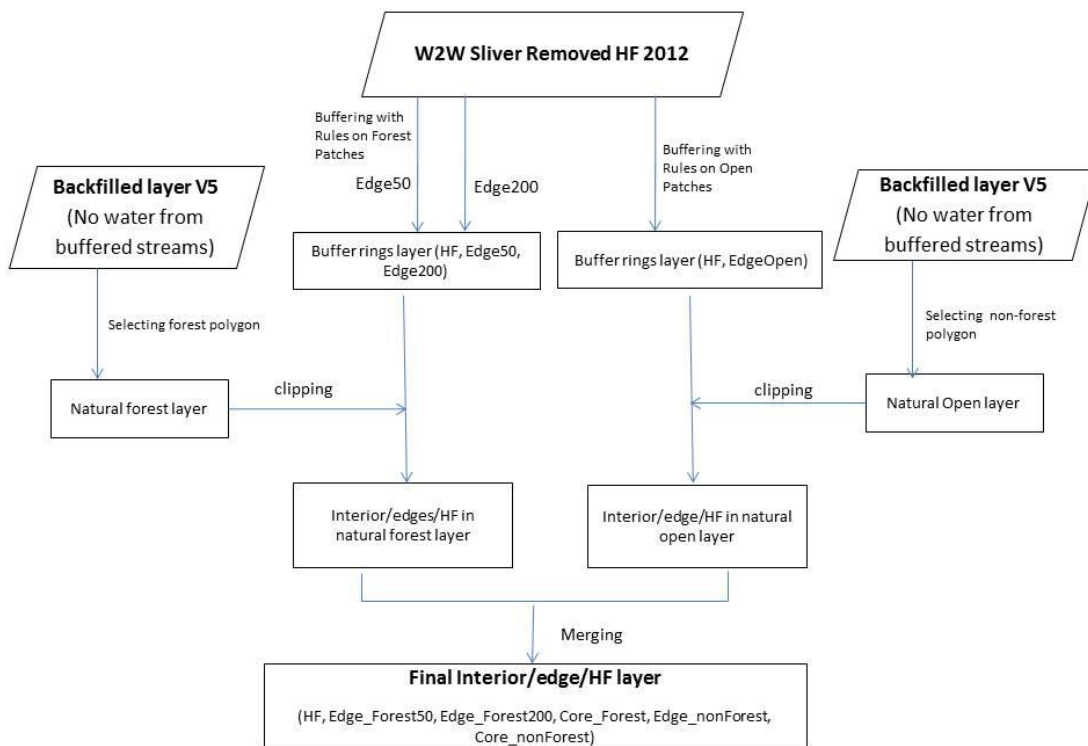 W2W Sliver Removed HF 2012
Buffering with
Rules on Forest
Patches
Edge50
Edge200
Buffering with
Rules on Open
Patches
Backfilled layer V5
(No water from
buffered streams)
Backfilled layer V5
(No water from
buffered streams)
Buffer rings layer (HF, Edge50,
Edge200)
Buffer rings layer (HF, EdgeOpen)
Selecting forest polygon
Selecting non-forest
polygon
Natural forest layer
clipping
clipping
Natural Open layer
Interior/edges/HF in
natural forest layer
Interior/edge/HF in natural
open layer
Merging
Final Interior/edge/HF layer
(HF, Edge_Forest50, Edge_Forest200, Core_Forest, Edge_nonForest,
Core_nonForest)